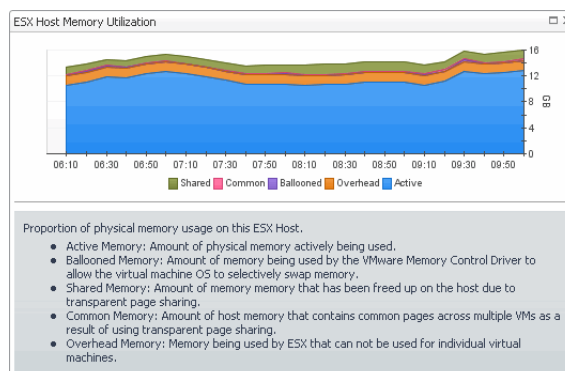 ESX Host Memory Utilization
16
12
8
4
0
GB
06:10 06:30 06:50 07:10 07:30 07:50 08:10 08:30 08:50 09:10 09:30 09:50
Shared Common Ballooned Overhead Active
Proportion of physical memory usage on this ESX Host.
• Active Memory: Amount of physical memory actively being used.
• Ballooned Memory: Amount of memory being used by the VMware Memory Control Driver to
allow the virtual machine OS to selectively swap memory.
• Shared Memory: Amount of memory memory that has been freed up on the host due to
transparent page sharing.
• Common Memory: Amount of host memory that contains common pages across multiple VMs as a
result of using transparent page sharing.
• Overhead Memory: Memory being used by ESX that can not be used for individual virtual
machines.